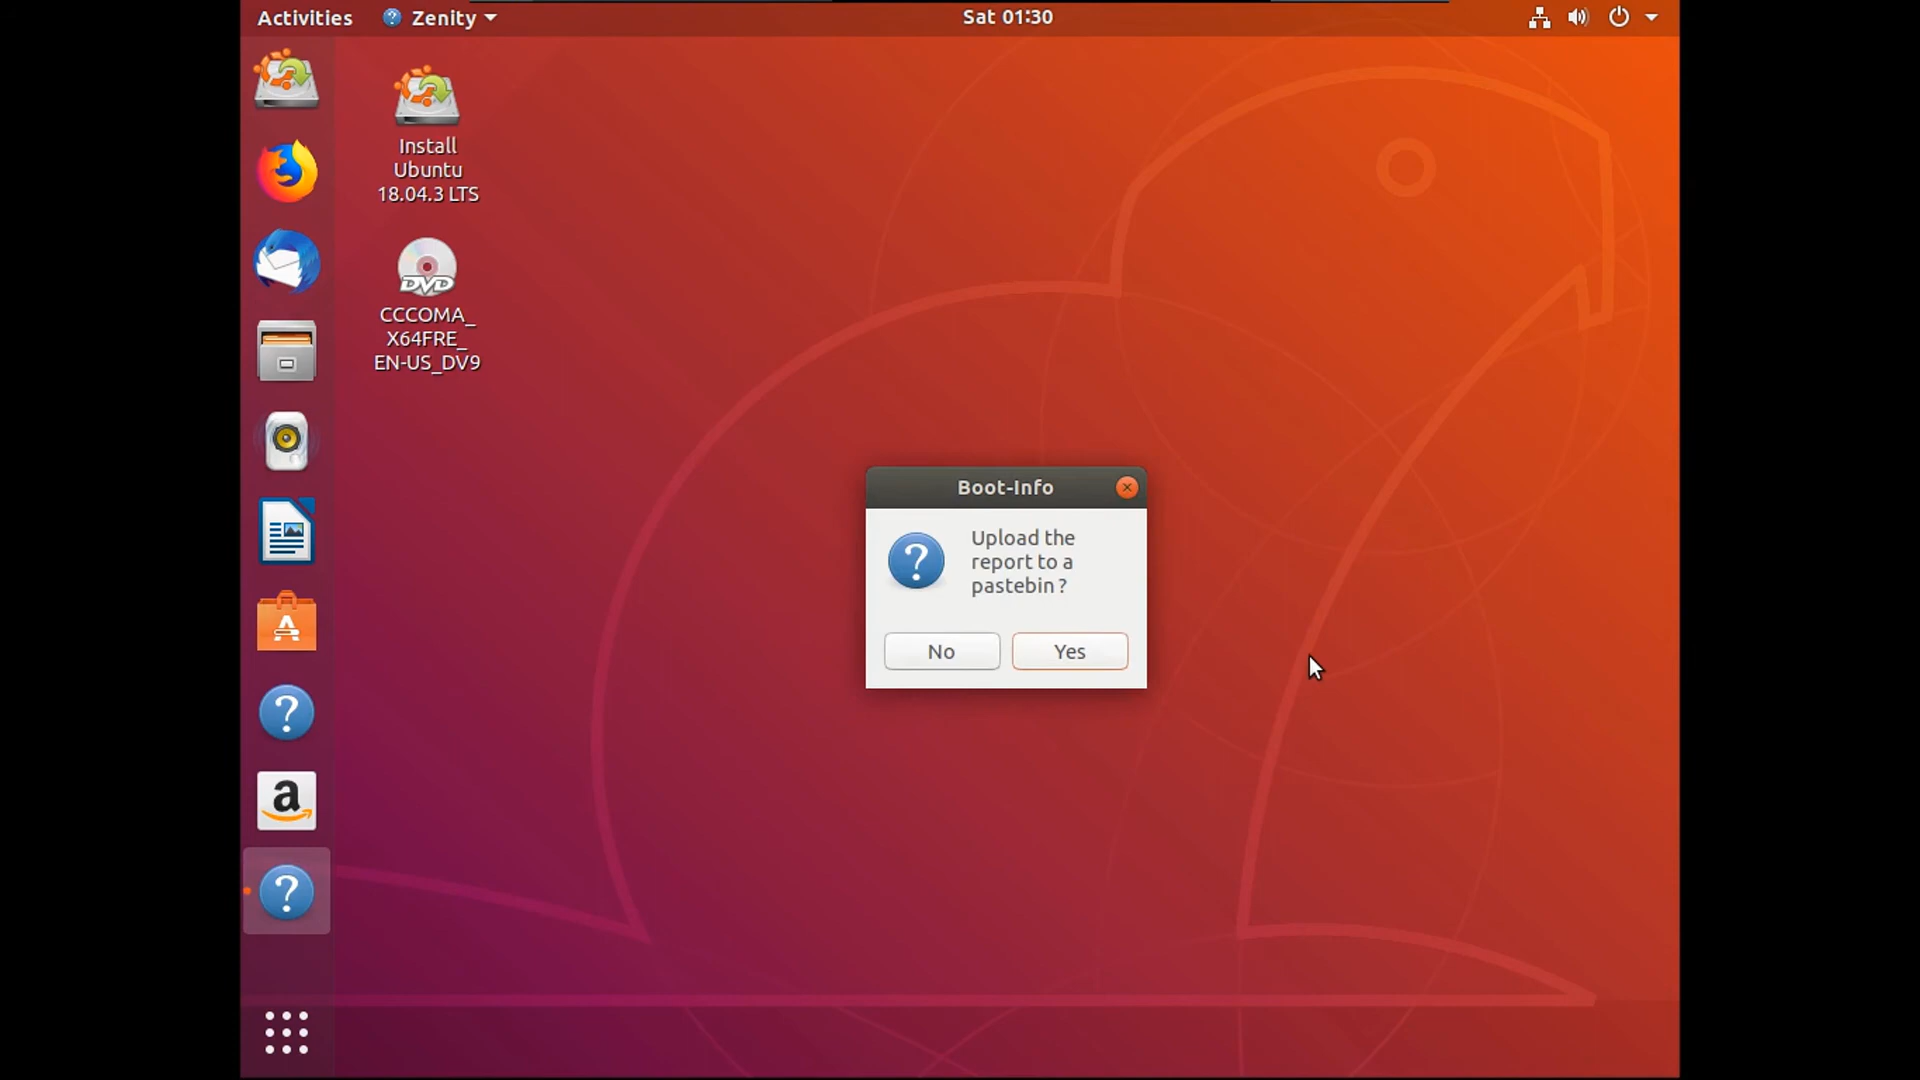 Activities
Zenity
Sat 01:30
Install
Ubuntu
18.04.3 LTS
DVD
CCCOMA_
X64FRE_
EN-US_DV9
Boot-Info
Upload the
report to a
pastebin ?
No
Yes
a